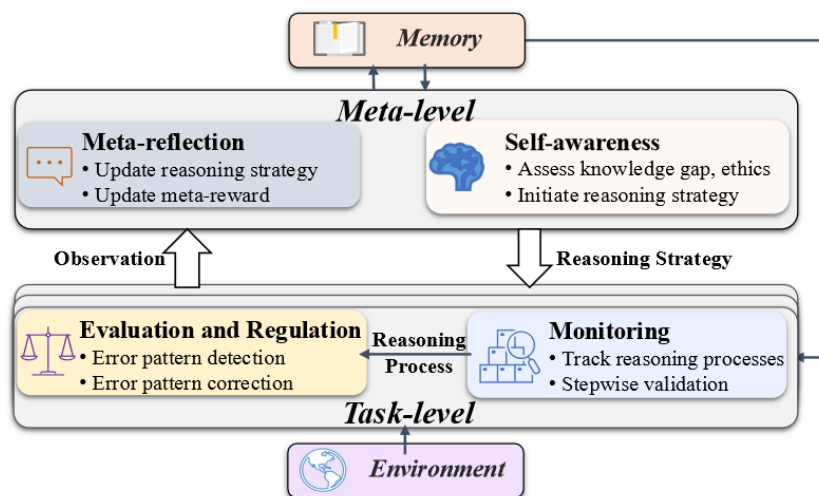 Memory
Meta-level
Meta-reflection
• Update reasoning strategy
• Update meta-reward
Self-awareness
• Assess knowledge gap, ethics
• Initiate reasoning strategy
Observation
Reasoning Strategy
Evaluation and Regulation
• Error pattern detection
• Error pattern correction
Reasoning
Process
Monitoring
• Track reasoning processes
• Stepwise validation
Task-level
Environment